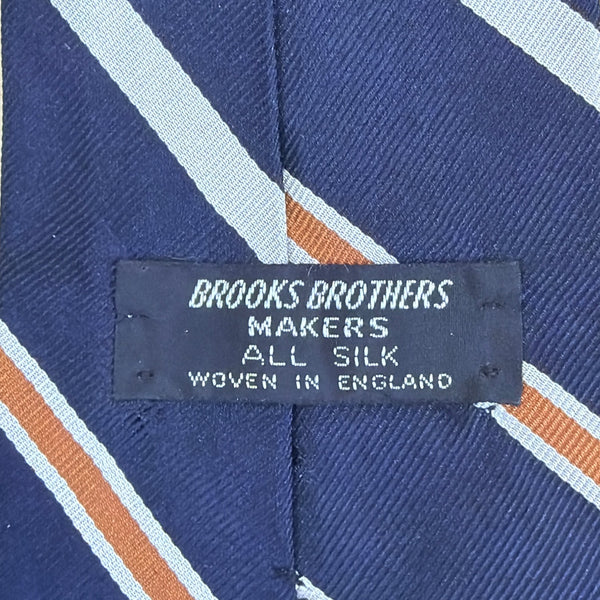 BROOKS BROTHERS
MAKERS
ALL SILK
WOVEN IN ENGLAND